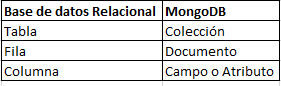 Base de datos Relacional MongoDB
Tabla Colección
Fila Documento
Columna Campo o Atributo